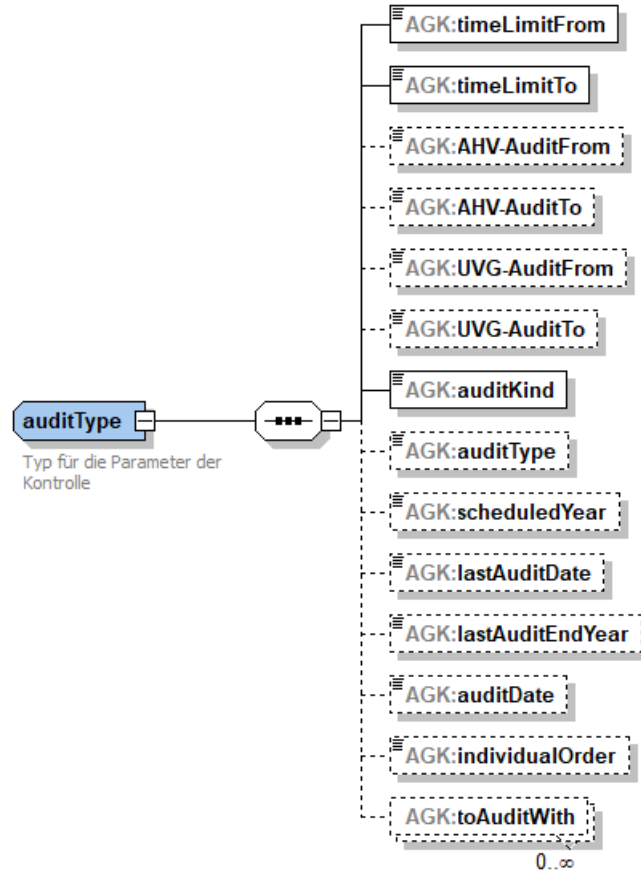 AGK:timeLimitFrom
AGK:timeLimitTo
AGK:AHV-AuditFrom
AGK:AHV-AuditTo
AGK:UVG-AuditFrom
AGK:UVG-AuditTo
auditType
Typ für die Parameter der
Kontrolle
AGK:auditKind
AGK:auditType
AGK:scheduledYear
AGK:lastAuditDate
AGK:lastAuditEndYear
AGK:auditDate
AGK:individualOrder
AGK:toAuditWith
0..∞